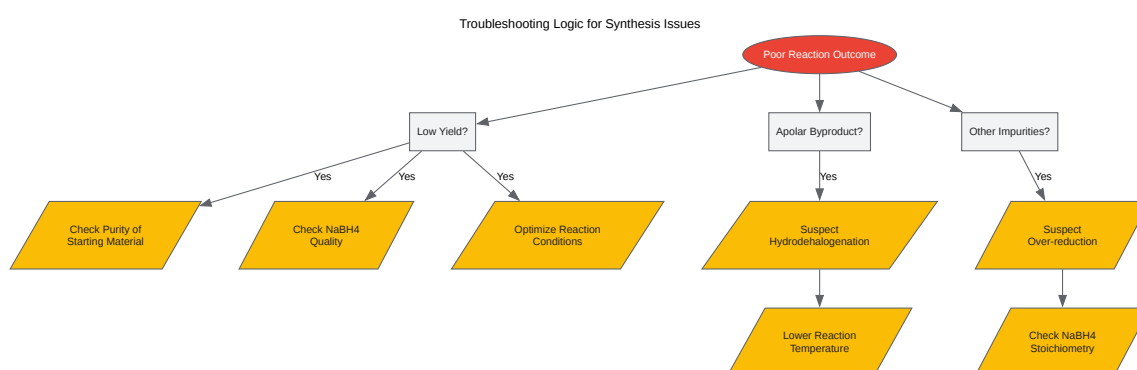 Troubleshooting Logic for Synthesis Issues
Poor Reaction Outcome
Low Yield?
Apolar Byproduct?
Other Impurities?
Yes
Yes
Yes
Yes
Yes
Check Purity of
Starting Material
Check NaBH4
Quality
Optimize Reaction
Conditions
Suspect
Hydrodehalogenation
Suspect
Over-reduction
Lower Reaction
Temperature
Check NaBH4
Stoichiometry